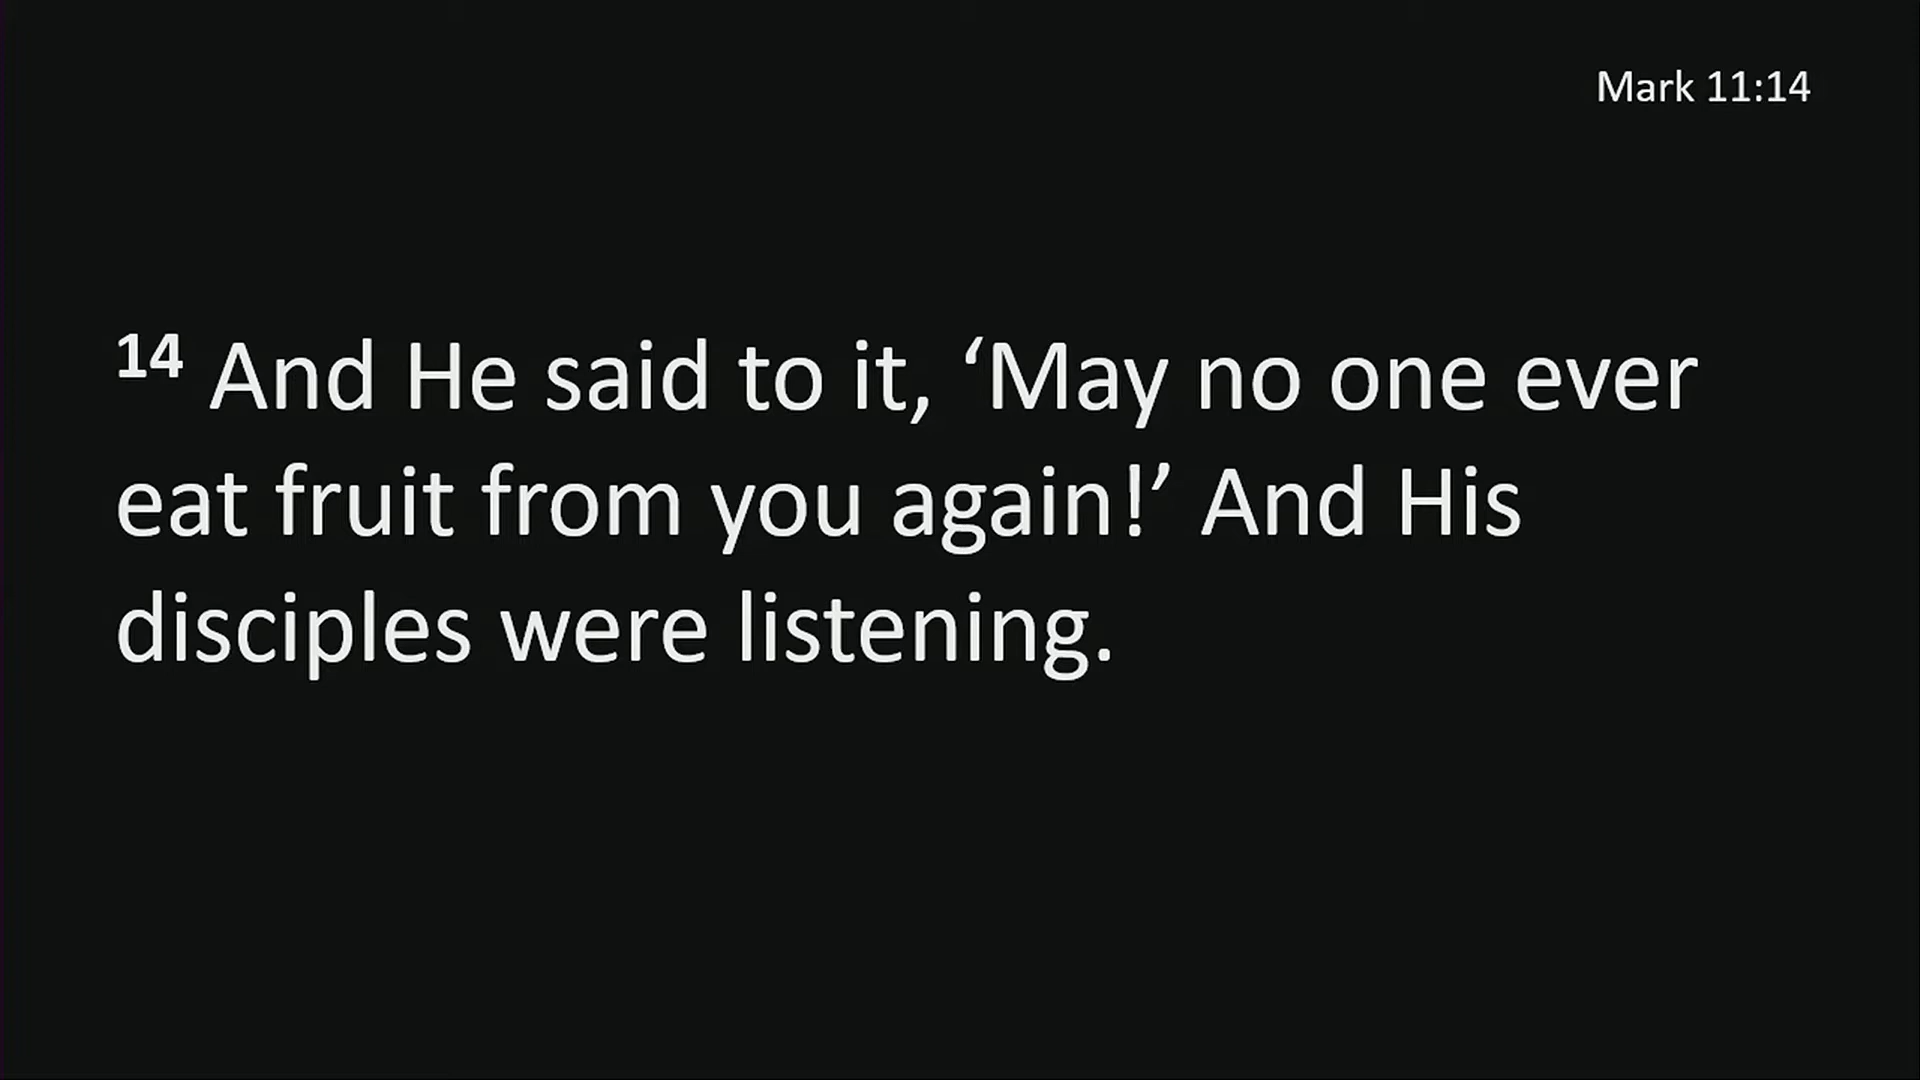 Mark 11:14
14 And He said to it, ‘May no one ever
eat fruit from you again!’ And His
disciples were listening.